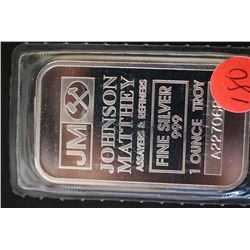 180
JM
JOHNSON
MATTHEY
ASSAYERS & REFINERS
FINE SILVER
999
1 OUNCE TROY